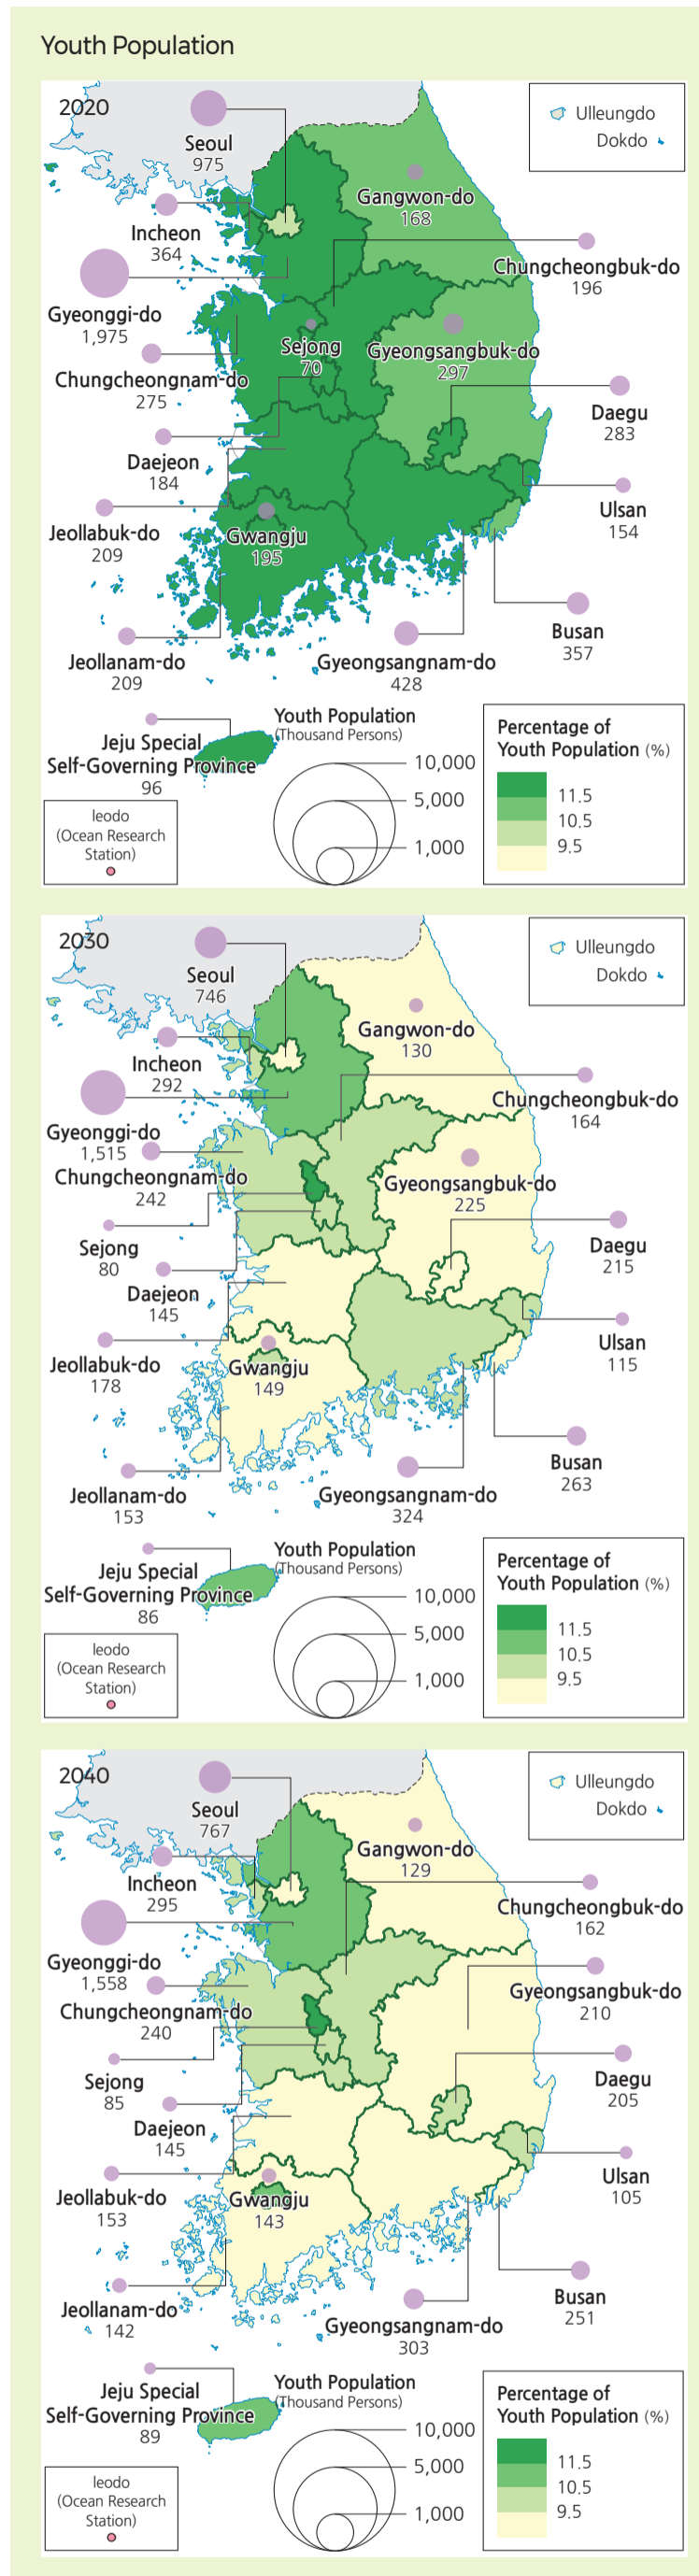 Youth Population
2020
Ulleungdo
Dokdo
Seoul
975
Gangwon-do
168
Incheon
364
Chungcheongbuk-do
196
Gyeonggi-do
1,975
Sejong
70
Gyeongsangbuk-do
297
Chungcheongnam-do
275
Daegu
283
Daejeon
184
Ulsan
154
Jeollabuk-do
209
Gwangju
195
Busan
357
Jeollanam-do
209
Gyeongsangnam-do
428
Jeju Special
Self-Governing Province
96
Youth Population
(Thousand Persons)
10,000
5,000
1,000
Percentage of
Youth Population (%)
11.5
10.5
9.5
Ieodo
(Ocean Research
Station)
2030
Ulleungdo
Dokdo
Seoul
746
Gangwon-do
130
Incheon
292
Chungcheongbuk-do
164
Gyeonggi-do
1,515
Chungcheongnam-do
242
Gyeongsangbuk-do
225
Sejong
80
Daegu
215
Daejeon
145
Ulsan
115
Jeollabuk-do
178
Gwangju
149
Busan
263
Jeollanam-do
153
Gyeongsangnam-do
324
Jeju Special
Self-Governing Province
86
Youth Population
(Thousand Persons)
10,000
5,000
1,000
Percentage of
Youth Population (%)
11.5
10.5
9.5
Ieodo
(Ocean Research
Station)
2040
Ulleungdo
Dokdo
Seoul
767
Gangwon-do
129
Incheon
295
Chungcheongbuk-do
162
Gyeonggi-do
1,558
Gyeongsangbuk-do
210
Chungcheongnam-do
240
Sejong
85
Daegu
205
Daejeon
145
Ulsan
105
Jeollabuk-do
153
Gwangju
143
Busan
251
Jeollanam-do
142
Gyeongsangnam-do
303
Jeju Special
Self-Governing Province
89
Youth Population
(Thousand Persons)
10,000
5,000
1,000
Percentage of
Youth Population (%)
11.5
10.5
9.5
Ieodo
(Ocean Research
Station)